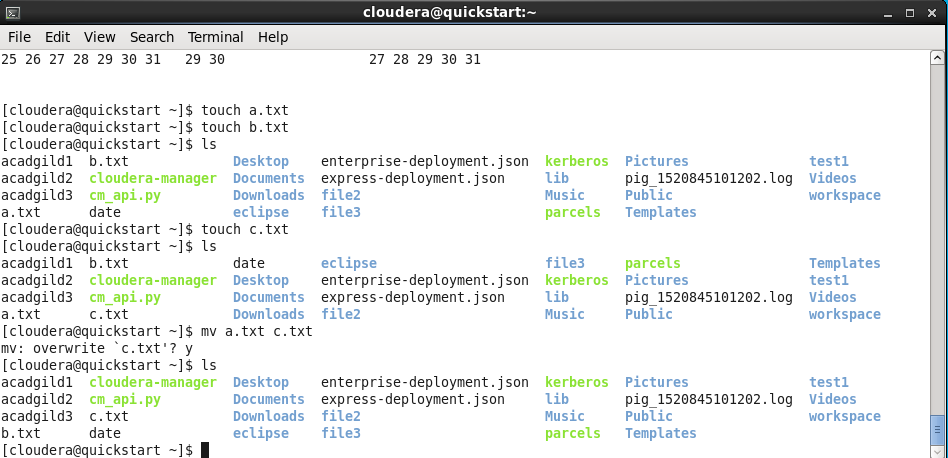 cloudera@quickstart:~
File Edit View Search Terminal Help
25 26 27 28 29 30 31   29 30                  27 28 29 30 31
[cloudera@quickstart ~]$ touch a.txt
[cloudera@quickstart ~]$ touch b.txt
[cloudera@quickstart ~]$ ls
acadgild1  b.txt             Desktop    enterprise-deployment.json  kerberos  Pictures               test1
acadgild2  cloudera-manager  Documents  express-deployment.json     lib       pig_1520845101202.log  Videos
acadgild3  cm_api.py         Downloads  file2                       Music     Public                 workspace
a.txt      date              eclipse    file3                       parcels   Templates
[cloudera@quickstart ~]$ touch c.txt
[cloudera@quickstart ~]$ ls
acadgild1  b.txt             date       eclipse                     file3     parcels                Templates
acadgild2  cloudera-manager  Desktop    enterprise-deployment.json  kerberos  Pictures               test1
acadgild3  cm_api.py         Documents  express-deployment.json     lib       pig_1520845101202.log  Videos
a.txt      c.txt             Downloads  file2                       Music     Public                 workspace
[cloudera@quickstart ~]$ mv a.txt c.txt
mv: overwrite `c.txt'? y
[cloudera@quickstart ~]$ ls
acadgild1  cloudera-manager  Desktop    enterprise-deployment.json  kerberos  Pictures               test1
acadgild2  cm_api.py         Documents  express-deployment.json     lib       pig_1520845101202.log  Videos
acadgild3  c.txt             Downloads  file2                       Music     Public                 workspace
b.txt      date              eclipse    file3                       parcels   Templates
[cloudera@quickstart ~]$